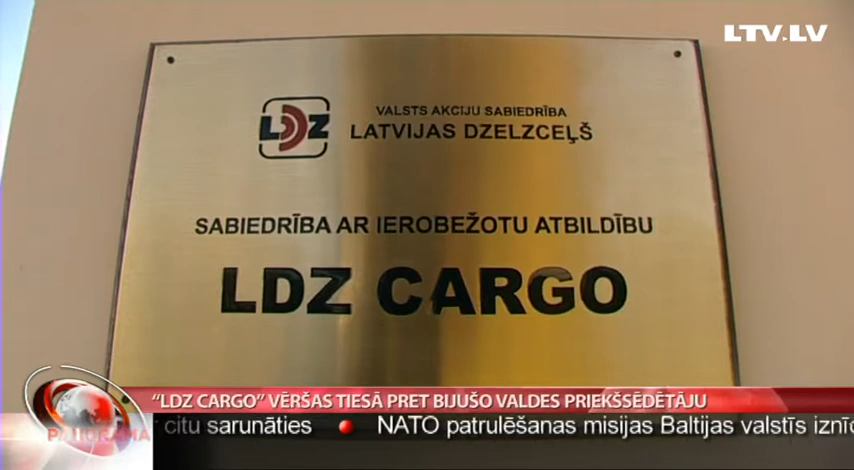 LTV.LV
LDZ
VALSTS AKCIJU SABIEDRĪBA
LATVIJAS DZELZCEĻŠ
SABIEDRĪBA AR IEROBEŽOTU ATBILDĪBU
LDZ CARGO
“LDZ CARGO” VĒRŠAS TIESĀ PRET BIJUŠO VALDES PRIEKŠSĒDĒTĀJU
PANORĀMA
citu sarunāties ● NATO patrulēšanas misijas Baltijas valstīs